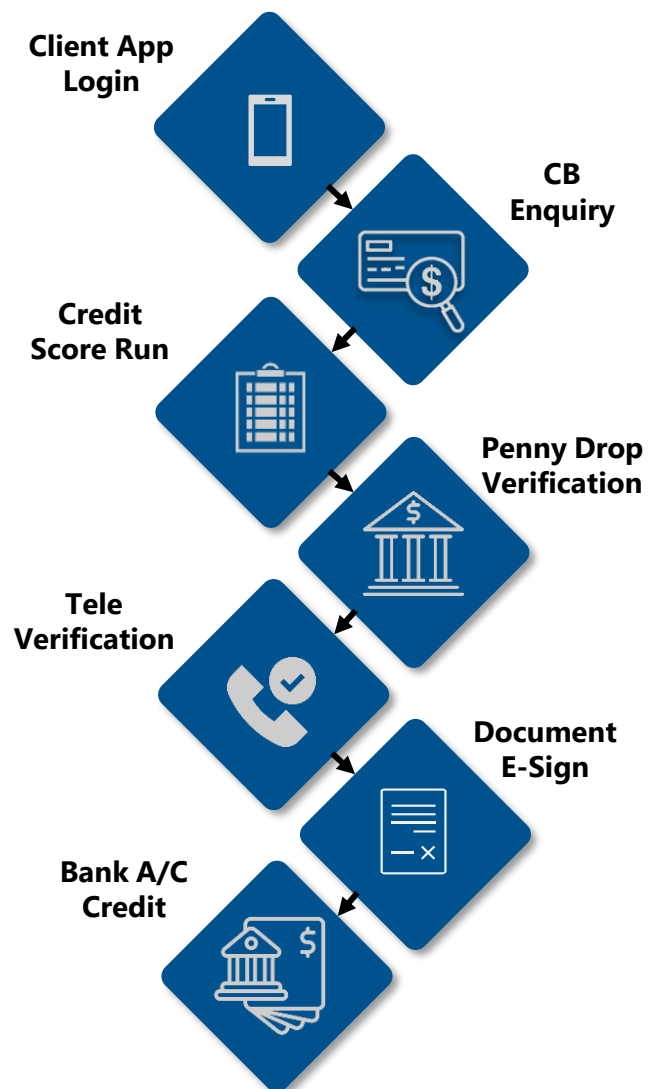 Client App
Login
CB
Enquiry
$
Credit
Score Run
Penny Drop
Verification
$
Tele
Verification
Document
E-Sign
Bank A/C
Credit
$